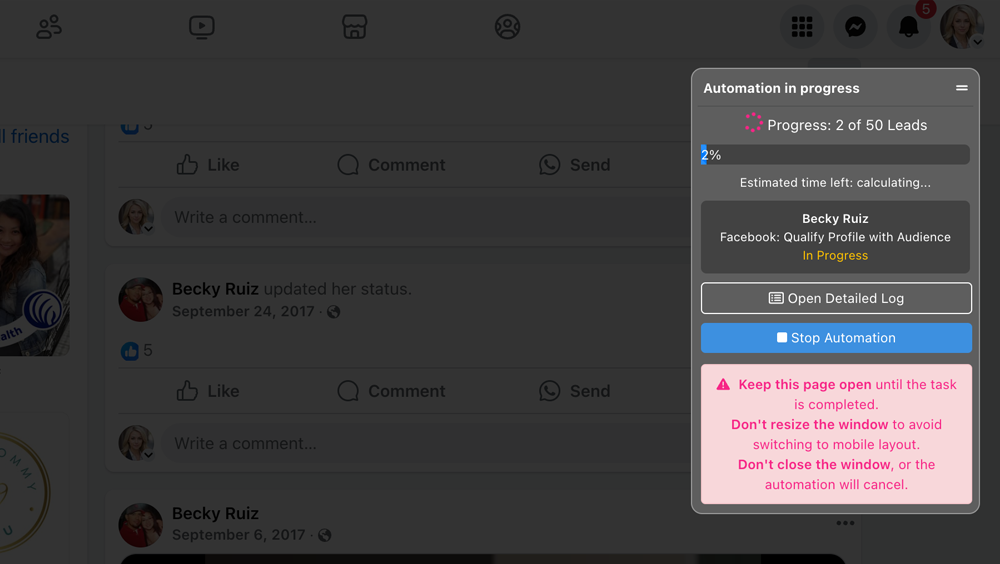 5
Automation in progress
Progress: 2 of 50 Leads
2%
Estimated time left: calculating...
Becky Ruiz
Facebook: Qualify Profile with Audience
In Progress
Open Detailed Log
Stop Automation
Keep this page open until the task
is completed.
Don't resize the window to avoid
switching to mobile layout.
Don't close the window, or the
automation will cancel.
ll friends
5
Like Comment Send
Write a comment...
Becky Ruiz updated her status.
September 24, 2017 ·
5
Like Comment Send
Write a comment...
Becky Ruiz
September 6, 2017 ·
alth
OMMY
U